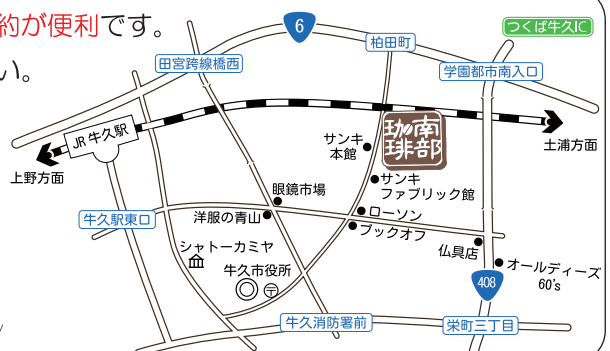 約が便利です。
い。
6
柏田町
つくば牛久IC
田宮跨線橋西
学園都市南入口
JR 牛久駅
上野方面
土浦方面
サンキ
本館
南部
珈琲
サンキ
ファブリック館
眼鏡市場
洋服の青山
ローソン
ブックオフ
牛久駅東口
シャトーカミヤ
牛久市役所
〒
仏具店
オールディーズ
60's
408
牛久消防署前
栄町三丁目